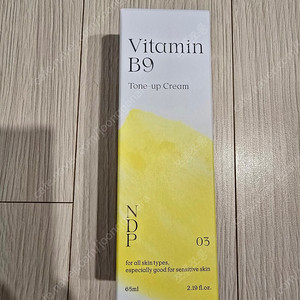 Vitamin
B9
Tone-up Cream
N
D
P
03
for all skin types,
especially good for sensitive skin
65ml
2.19 fl. oz.